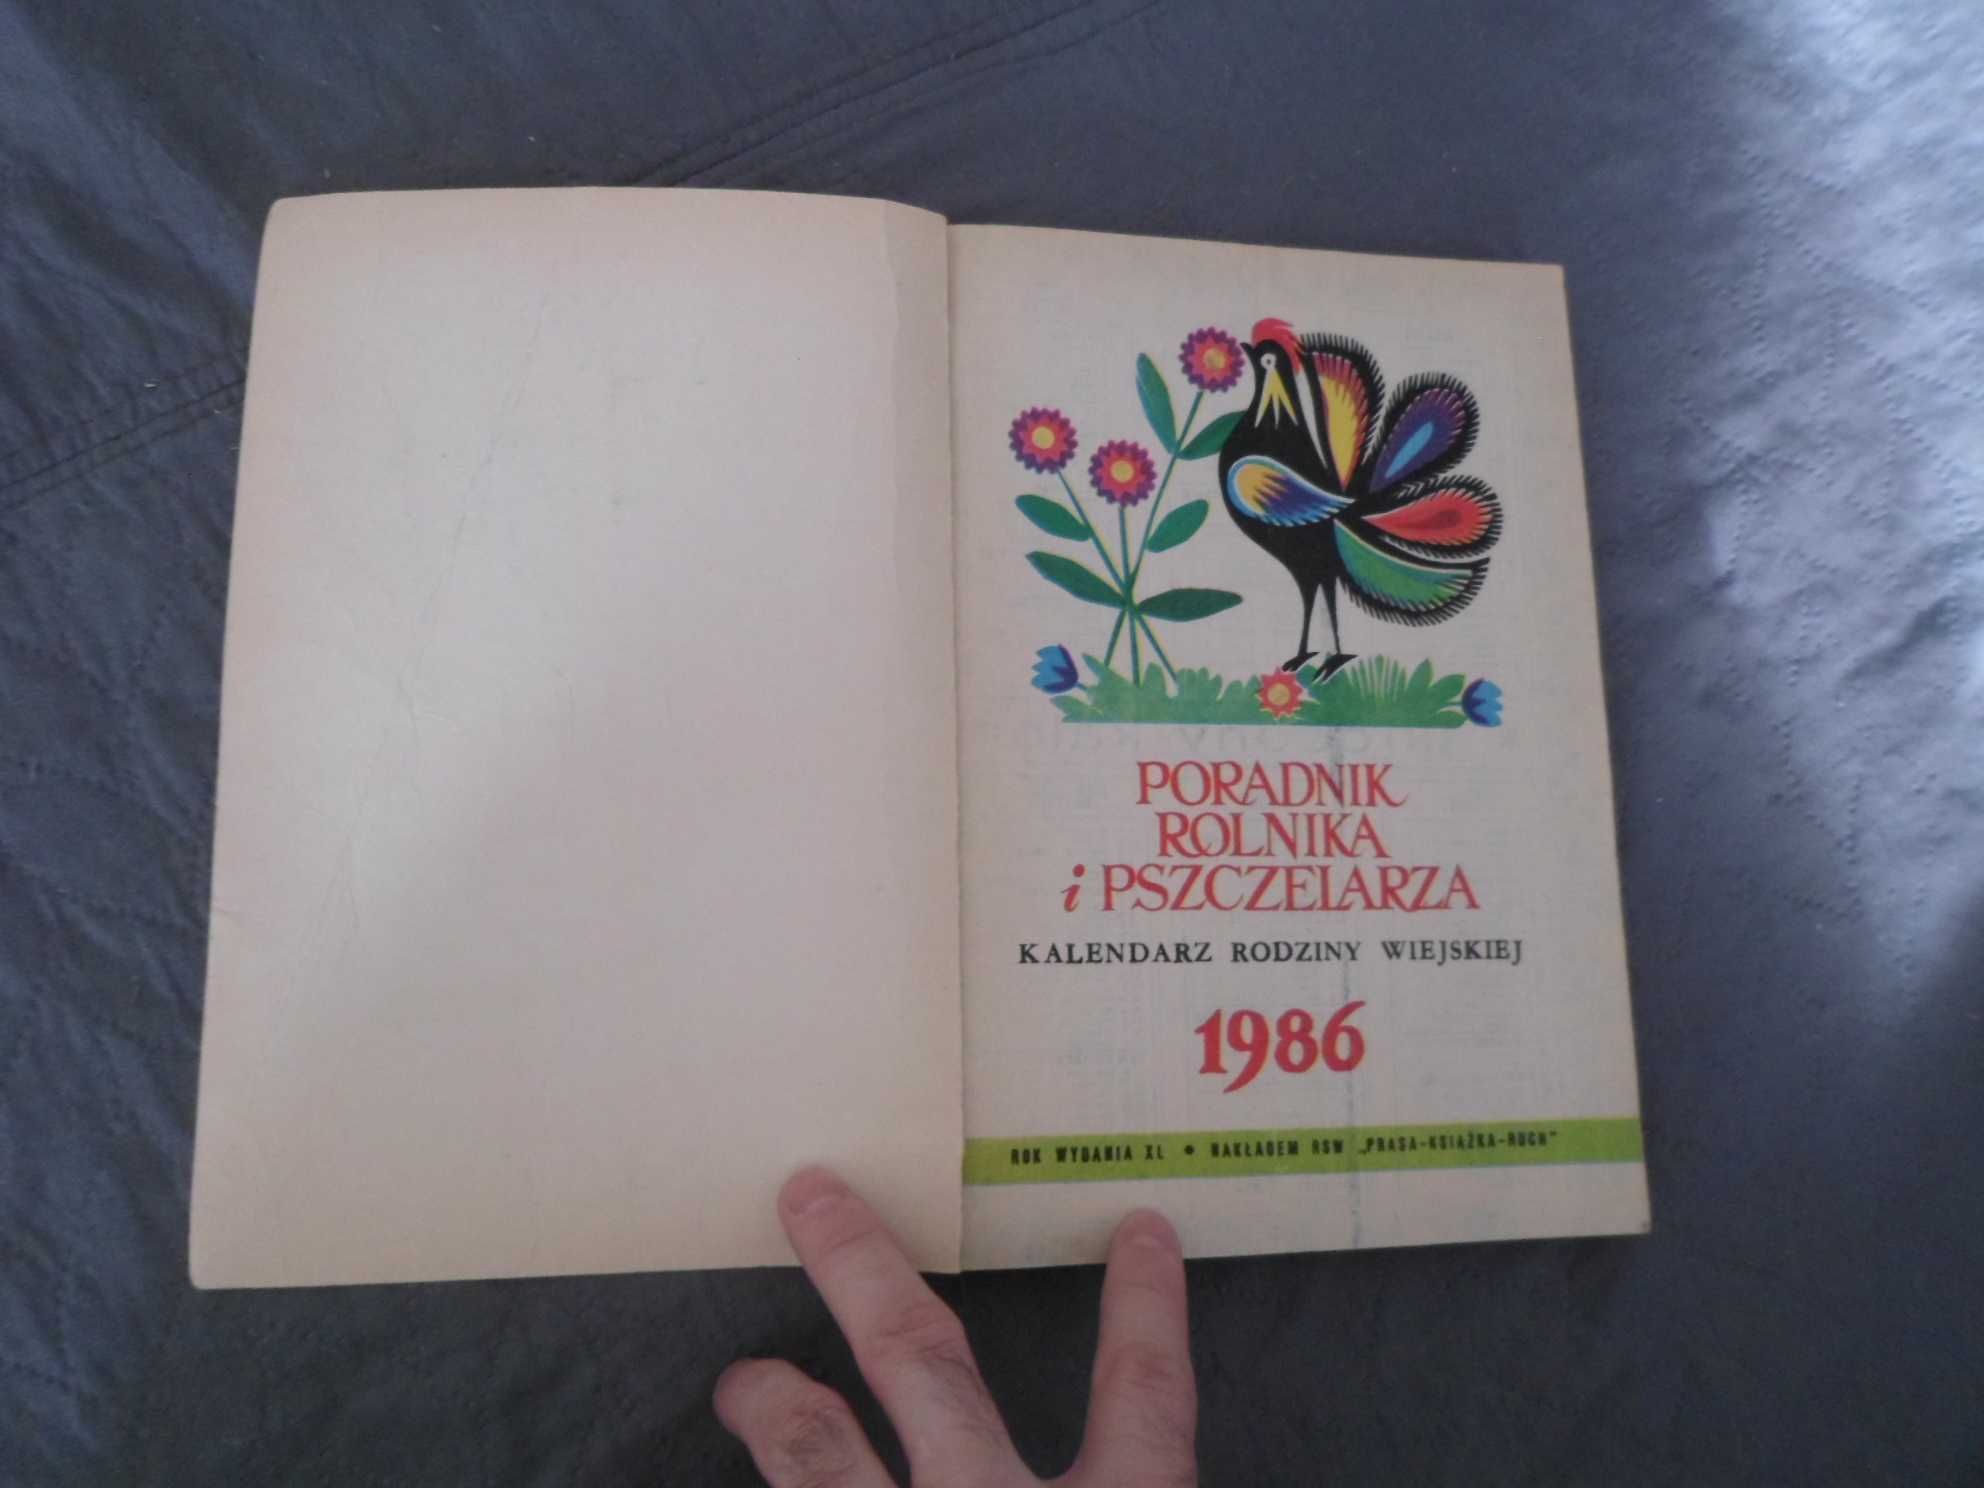 PORADNIK
ROLNIKA
i PSZCZELARZA
KALENDARZ RODZINY WIEJSKIEJ
1986
ROK WYDANIA XL • NAKŁADEM RSW „PRASA-KSIĄŻKA-RUCH”